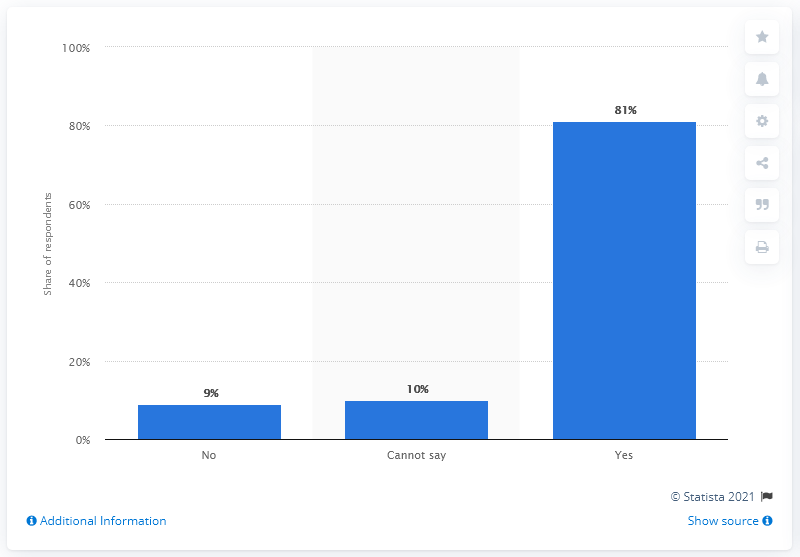 100%
80%
60%
40%
20%
0%
Share of respondents
9%
10%
81%
No
Cannot say
Yes
© Statista 2021
Additional Information
Show source